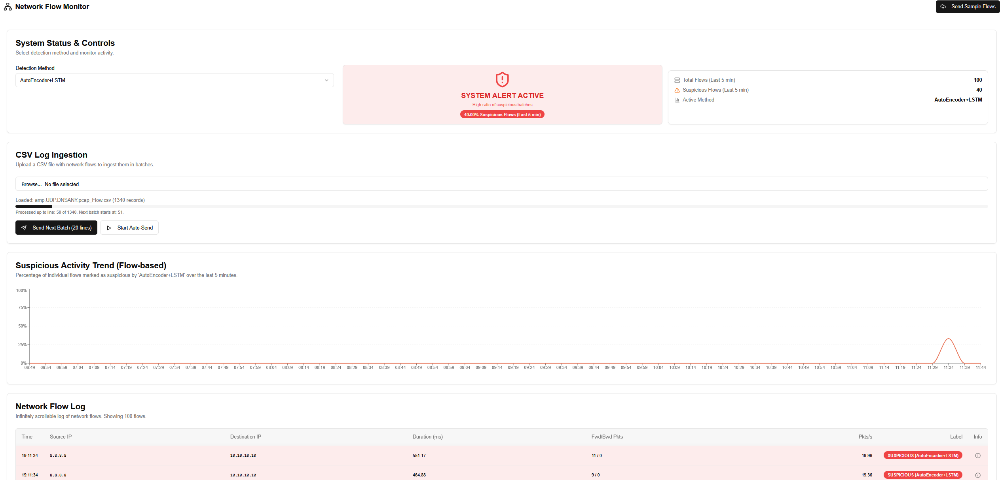 Network Flow Monitor
Send Sample Flows
System Status & Controls
Select detection method and monitor activity.
Detection Method
AutoEncoder+LSTM
SYSTEM ALERT ACTIVE
High ratio of suspicious batches
40.00% Suspicious Flows (Last 5 min)
Total Flows (Last 5 min) 100
Suspicious Flows (Last 5 min) 40
Active Method AutoEncoder+LSTM
CSV Log Ingestion
Upload a CSV file with network flows to ingest them in batches.
Browse... No file selected.
Loaded: amp.UDP.DNSANY.pcap_Flow.csv (1340 records)
Processed up to line: 50 of 1340. Next batch starts at: 51.
Send Next Batch (20 lines) Start Auto-Send
Suspicious Activity Trend (Flow-based)
Percentage of individual flows marked as suspicious by 'AutoEncoder+LSTM' over the last 5 minutes.
100%
75%
50%
25%
0%
06:49 06:54 06:59 07:04 07:09 07:14 07:19 07:24 07:29 07:34 07:39 07:44 07:49 07:54 07:59 08:04 08:09 08:14 08:19 08:24 08:29 08:34 08:39 08:44 08:49 08:54 08:59 09:04 09:09 09:14 09:19 09:24 09:29 09:34 09:39 09:44 09:49 09:54 09:59 10:04 10:09 10:14 10:19 10:24 10:29 10:34 10:39 10:44 10:49 10:54 10:59 11:04 11:09 11:14 11:19 11:24 11:29 11:34 11:39 11:44
Network Flow Log
Infinitely scrollable log of network flows. Showing 100 flows.
Time Source IP Destination IP Duration (ms) Fwd/Bwd Pkts Pkts/s Label Info
19:11:34 8.8.8.8 10.10.10.10 551.17 11 / 0 19.96 SUSPICIOUS (AutoEncoder+LSTM)
19:11:34 8.8.8.8 10.10.10.10 464.88 9 / 0 19.36 SUSPICIOUS (AutoEncoder+LSTM)